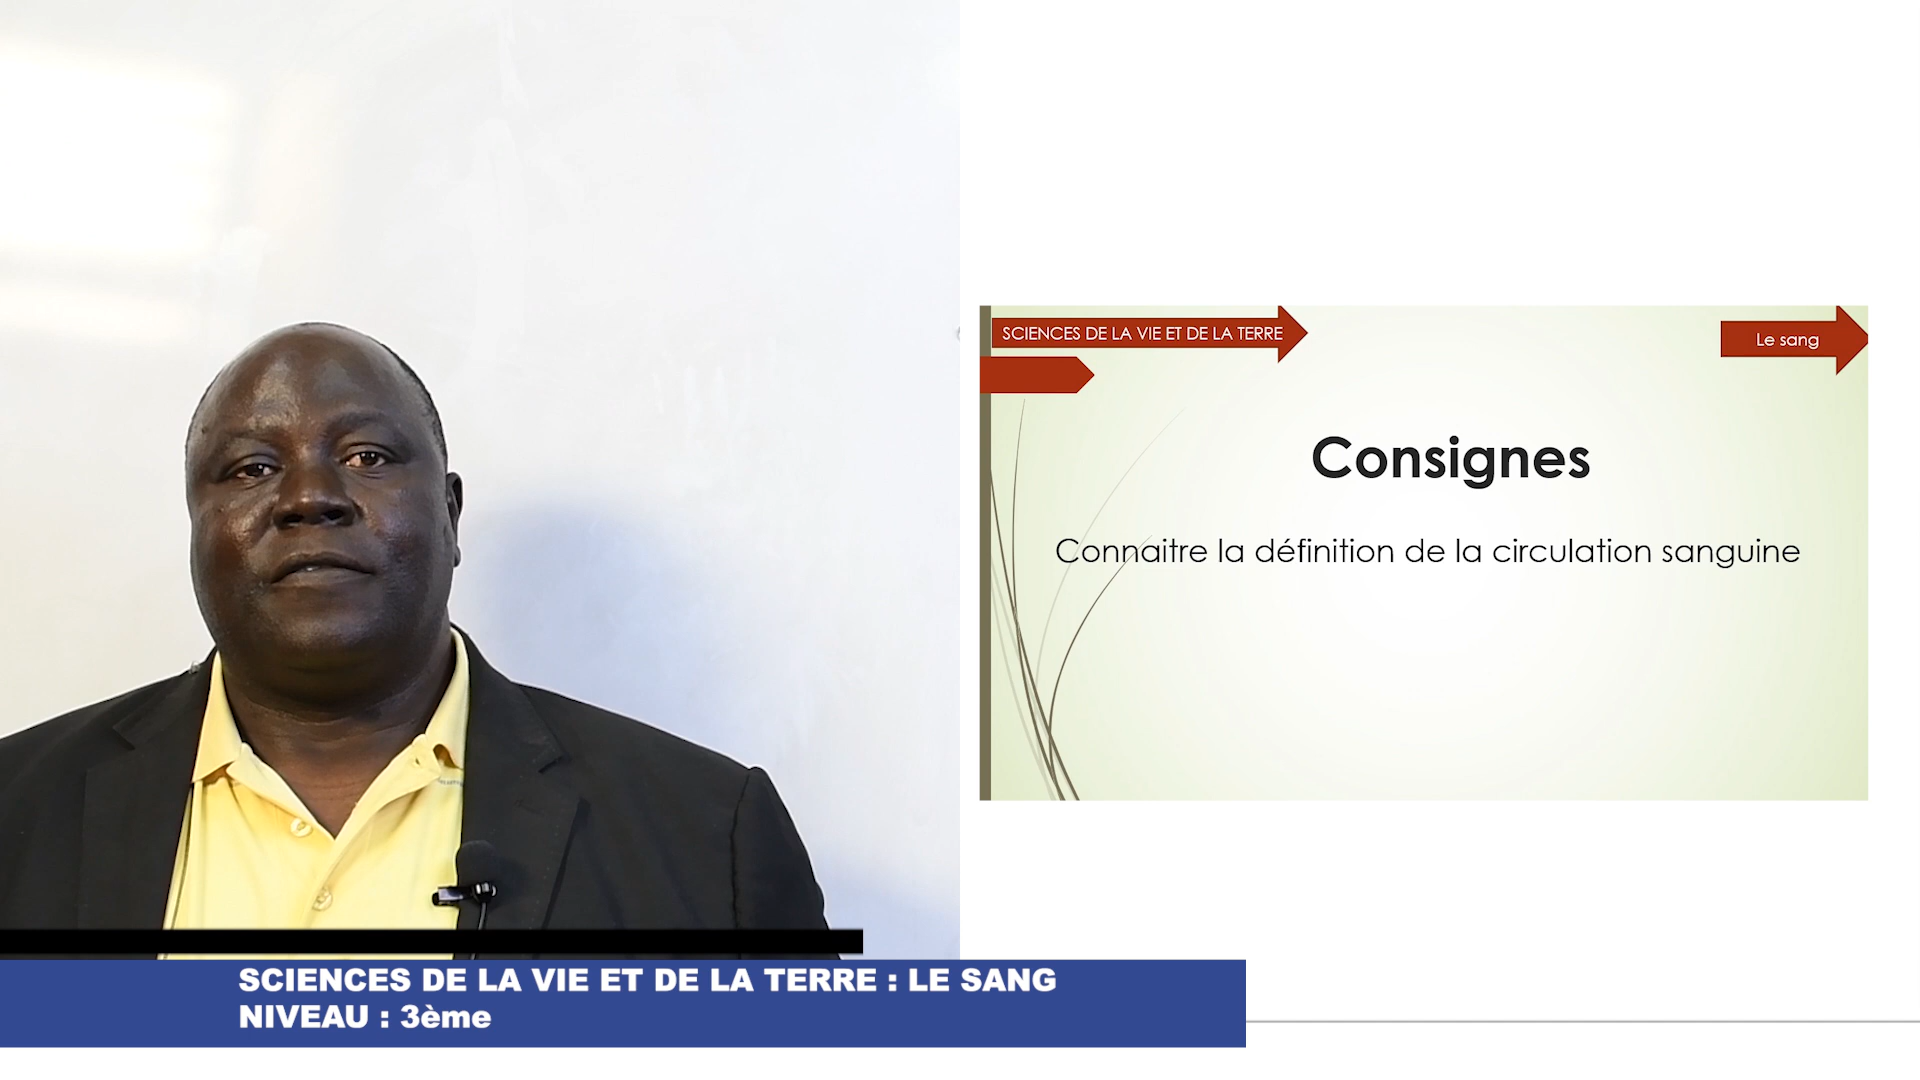 SCIENCES DE LA VIE ET DE LA TERRE
Le sang
Consignes
Connaitre la définition de la circulation sanguine
SCIENCES DE LA VIE ET DE LA TERRE : LE SANG
NIVEAU : 3ème